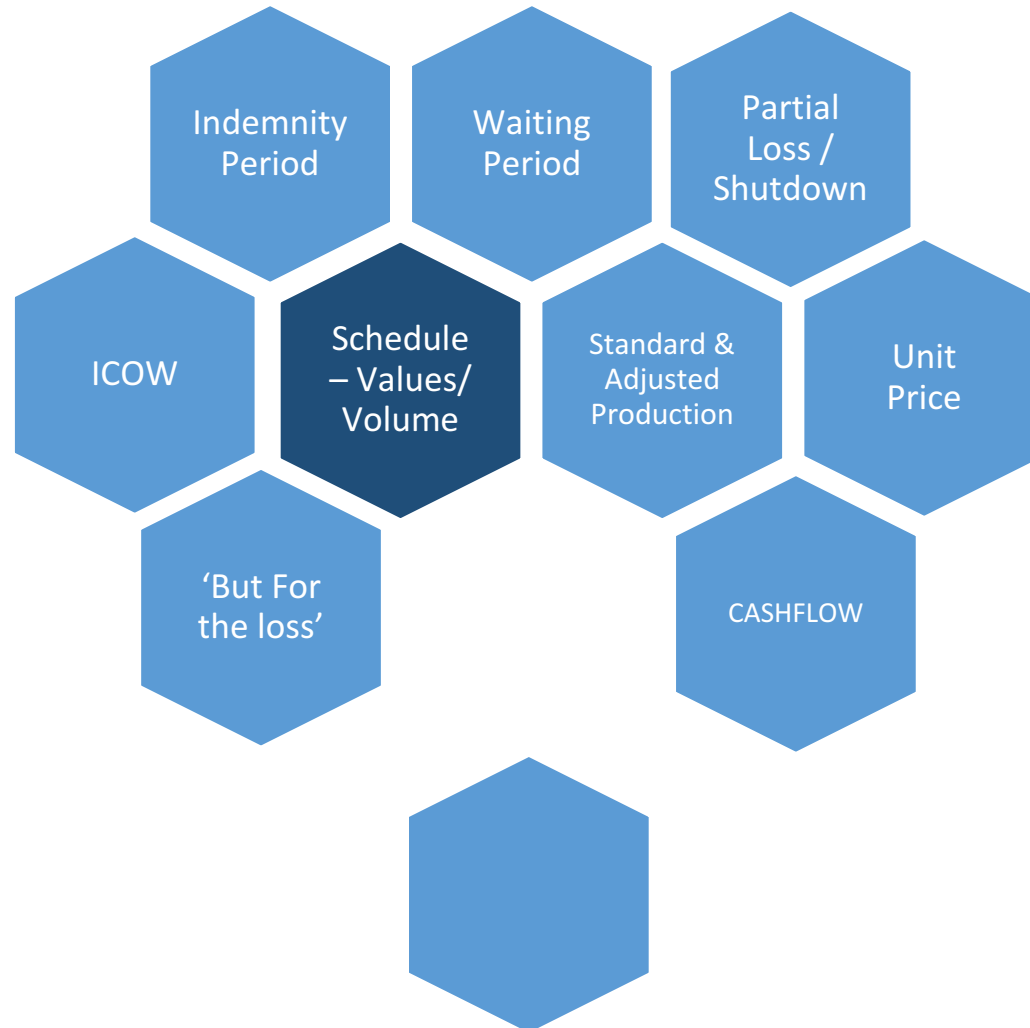 Indemnity
Period
Waiting
Period
Partial
Loss /
Shutdown
ICOW
Schedule
– Values/
Volume
Standard &
Adjusted
Production
Unit
Price
‘But For
the loss’
CASHFLOW